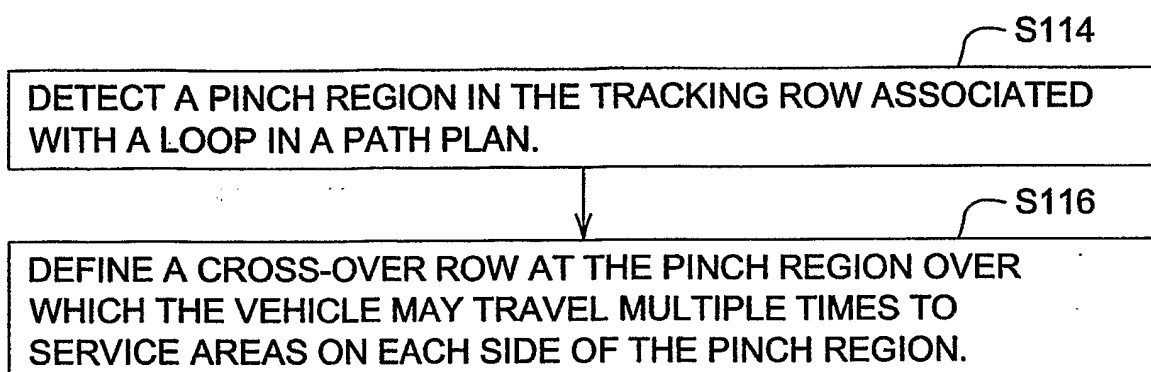 S114
DETECT A PINCH REGION IN THE TRACKING ROW ASSOCIATED
WITH A LOOP IN A PATH PLAN.
S116
DEFINE A CROSS-OVER ROW AT THE PINCH REGION OVER
WHICH THE VEHICLE MAY TRAVEL MULTIPLE TIMES TO
SERVICE AREAS ON EACH SIDE OF THE PINCH REGION.